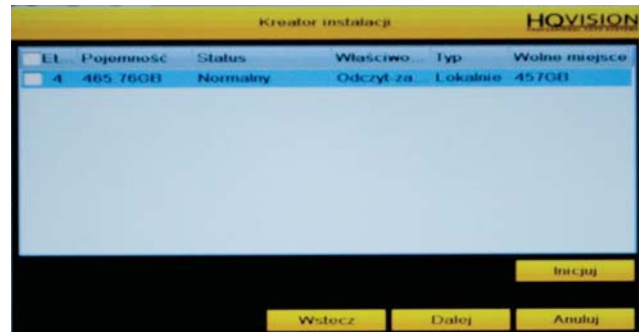 Kreator instalacji
HQVISION
Et... Pojemność Status Właściwo... Typ Wolne miejsce
4 465.76GB Normalny Odczyt-za... Lokalnie 457GB
Inicjuj
Wstecz Dalej Anuluj